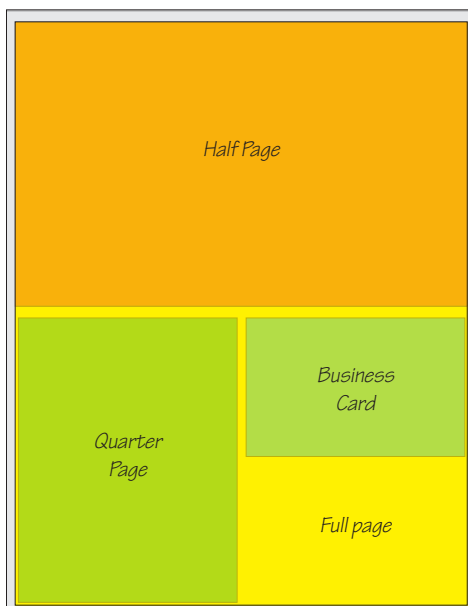 Half Page
Business
Card
Quarter
Page
Full page